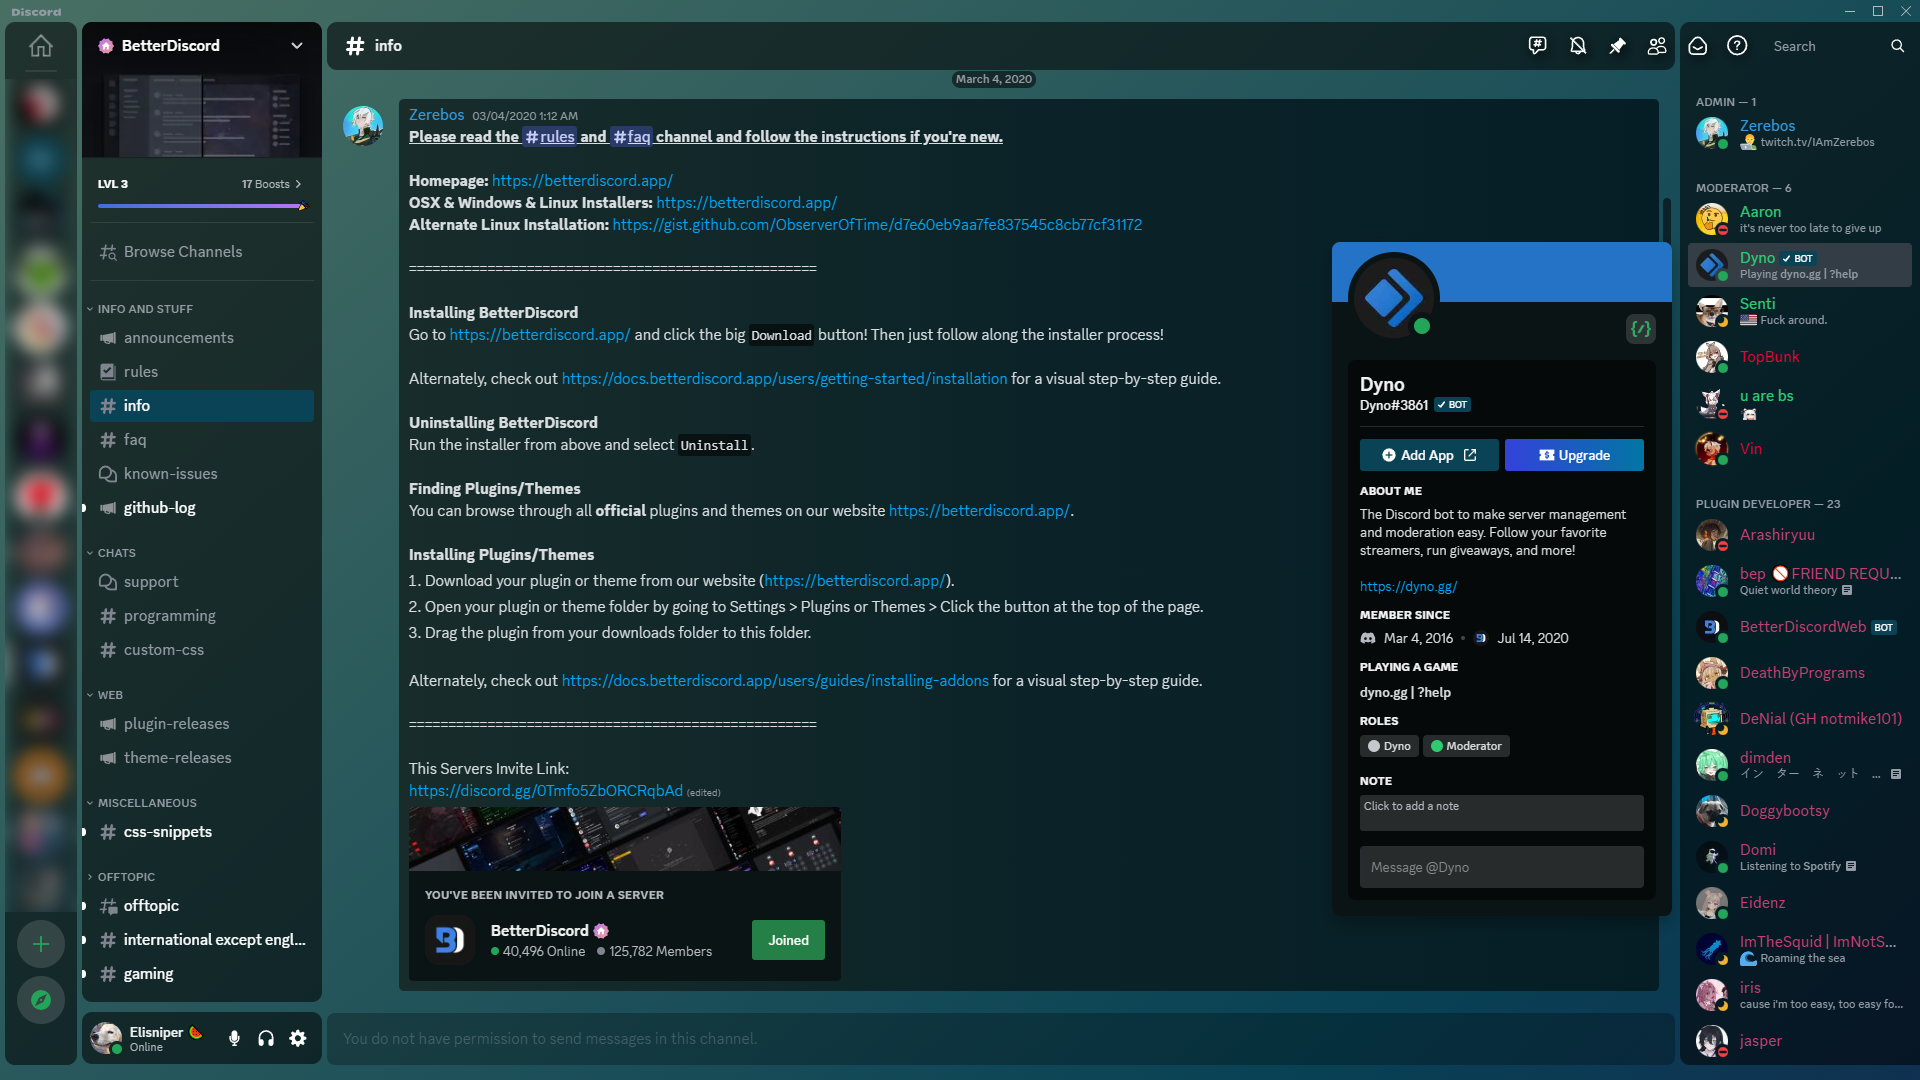 Discord
BetterDiscord
LVL 3
17 Boosts
Browse Channels
INFO AND STUFF
announcements
rules
info
faq
known-issues
github-log
CHATS
support
programming
custom-css
WEB
plugin-releases
theme-releases
MISCELLANEOUS
css-snippets
OFFTOPIC
offtopic
international except engl...
gaming
Elisniper
Online
info
March 4, 2020
Zerebos 03/04/2020 1:12 AM
Please read the #rules and #faq channel and follow the instructions if you're new.
Homepage: https://betterdiscord.app/
OSX & Windows & Linux Installers: https://betterdiscord.app/
Alternate Linux Installation: https://gist.github.com/ObserverOfTime/d7e60eb9aa7fe837545c8cb77cf31172
====================================================
Installing BetterDiscord
Go to https://betterdiscord.app/ and click the big Download button! Then just follow along the installer process!
Alternately, check out https://docs.betterdiscord.app/users/getting-started/installation for a visual step-by-step guide.
Uninstalling BetterDiscord
Run the installer from above and select Uninstall.
Finding Plugins/Themes
You can browse through all official plugins and themes on our website https://betterdiscord.app/.
Installing Plugins/Themes
1. Download your plugin or theme from our website (https://betterdiscord.app/).
2. Open your plugin or theme folder by going to Settings > Plugins or Themes > Click the button at the top of the page.
3. Drag the plugin from your downloads folder to this folder.
Alternately, check out https://docs.betterdiscord.app/users/guides/installing-addons for a visual step-by-step guide.
====================================================
This Servers Invite Link:
https://discord.gg/0Tmfo5ZbORCRqbAd (edited)
YOU'VE BEEN INVITED TO JOIN A SERVER
BetterDiscord
40,496 Online 125,782 Members
Joined
You do not have permission to send messages in this channel.
Dyno
Dyno#3861 BOT
Add App
Upgrade
ABOUT ME
The Discord bot to make server management
and moderation easy. Follow your favorite
streamers, run giveaways, and more!
https://dyno.gg/
MEMBER SINCE
Mar 4, 2016 • Jul 14, 2020
PLAYING A GAME
dyno.gg | ?help
ROLES
Dyno
Moderator
NOTE
Click to add a note
Message @Dyno
Search
ADMIN — 1
Zerebos
twitch.tv/IAmZerebos
MODERATOR — 6
Aaron
it's never too late to give up
Dyno BOT
Playing dyno.gg | ?help
Senti
Fuck around.
TopBunk
u are bs
Vin
PLUGIN DEVELOPER — 23
Arashiryuu
bep FRIEND REQU...
Quiet world theory
BetterDiscordWeb BOT
DeathByPrograms
DeNial (GH notmike101)
dimden
イン ター ネ ット ...
Doggybootsy
Domi
Listening to Spotify
Eidenz
ImTheSquid | ImNotS...
Roaming the sea
iris
cause i'm too easy, too easy fo...
jasper